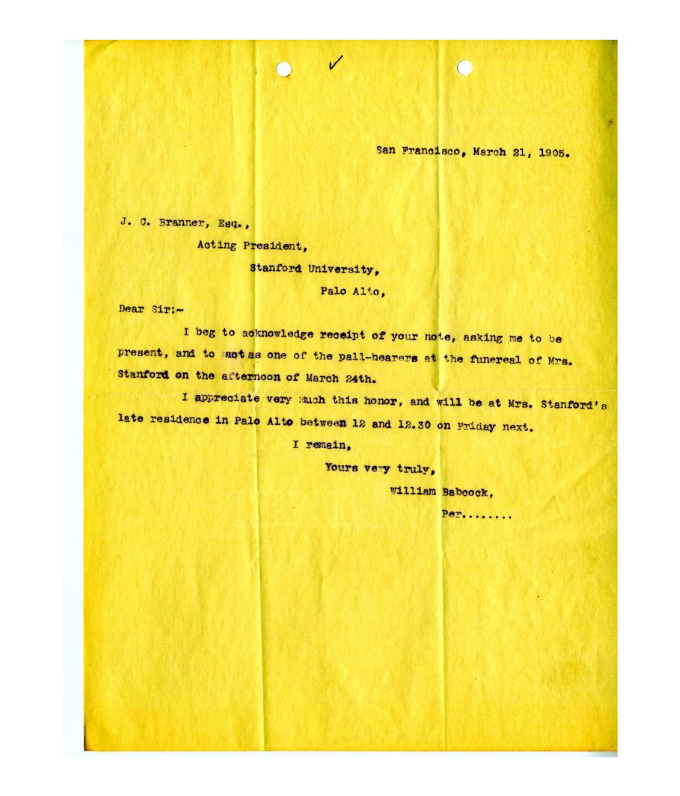 San Francisco, March 21, 1905.
J. C. Branner, Esq.,
Acting President,
Stanford University,
Palo Alto,
Dear Sir:-
I beg to acknowledge receipt of your note, asking me to be
present, and to act as one of the pall-bearers at the funereal of Mrs.
Stanford on the afternoon of March 24th.
I appreciate very much this honor, and will be at Mrs. Stanford's
late residence in Palo Alto between 12 and 12.30 on Friday next.
I remain,
Yours very truly,
William Babcock,
Per........